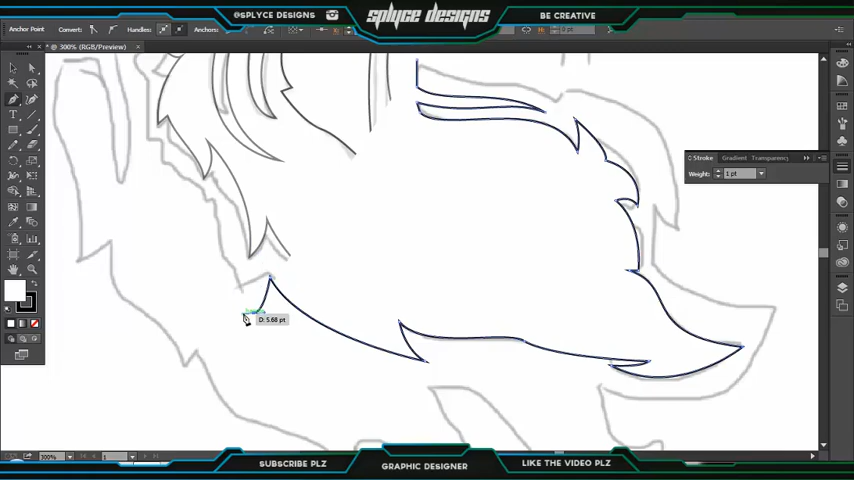 @SPLYCE DESIGNS
SPLYCE DESIGNS
BE CREATIVE
Anchor Point
Convert:
Handles:
Anchors:
@ 300% (RGB/Preview)
Stroke
Gradient
Transparency
Weight:
1 pt
D: 5.68 pt
300%
1
SUBSCRIBE PLZ
GRAPHIC DESIGNER
LIKE THE VIDEO PLZ